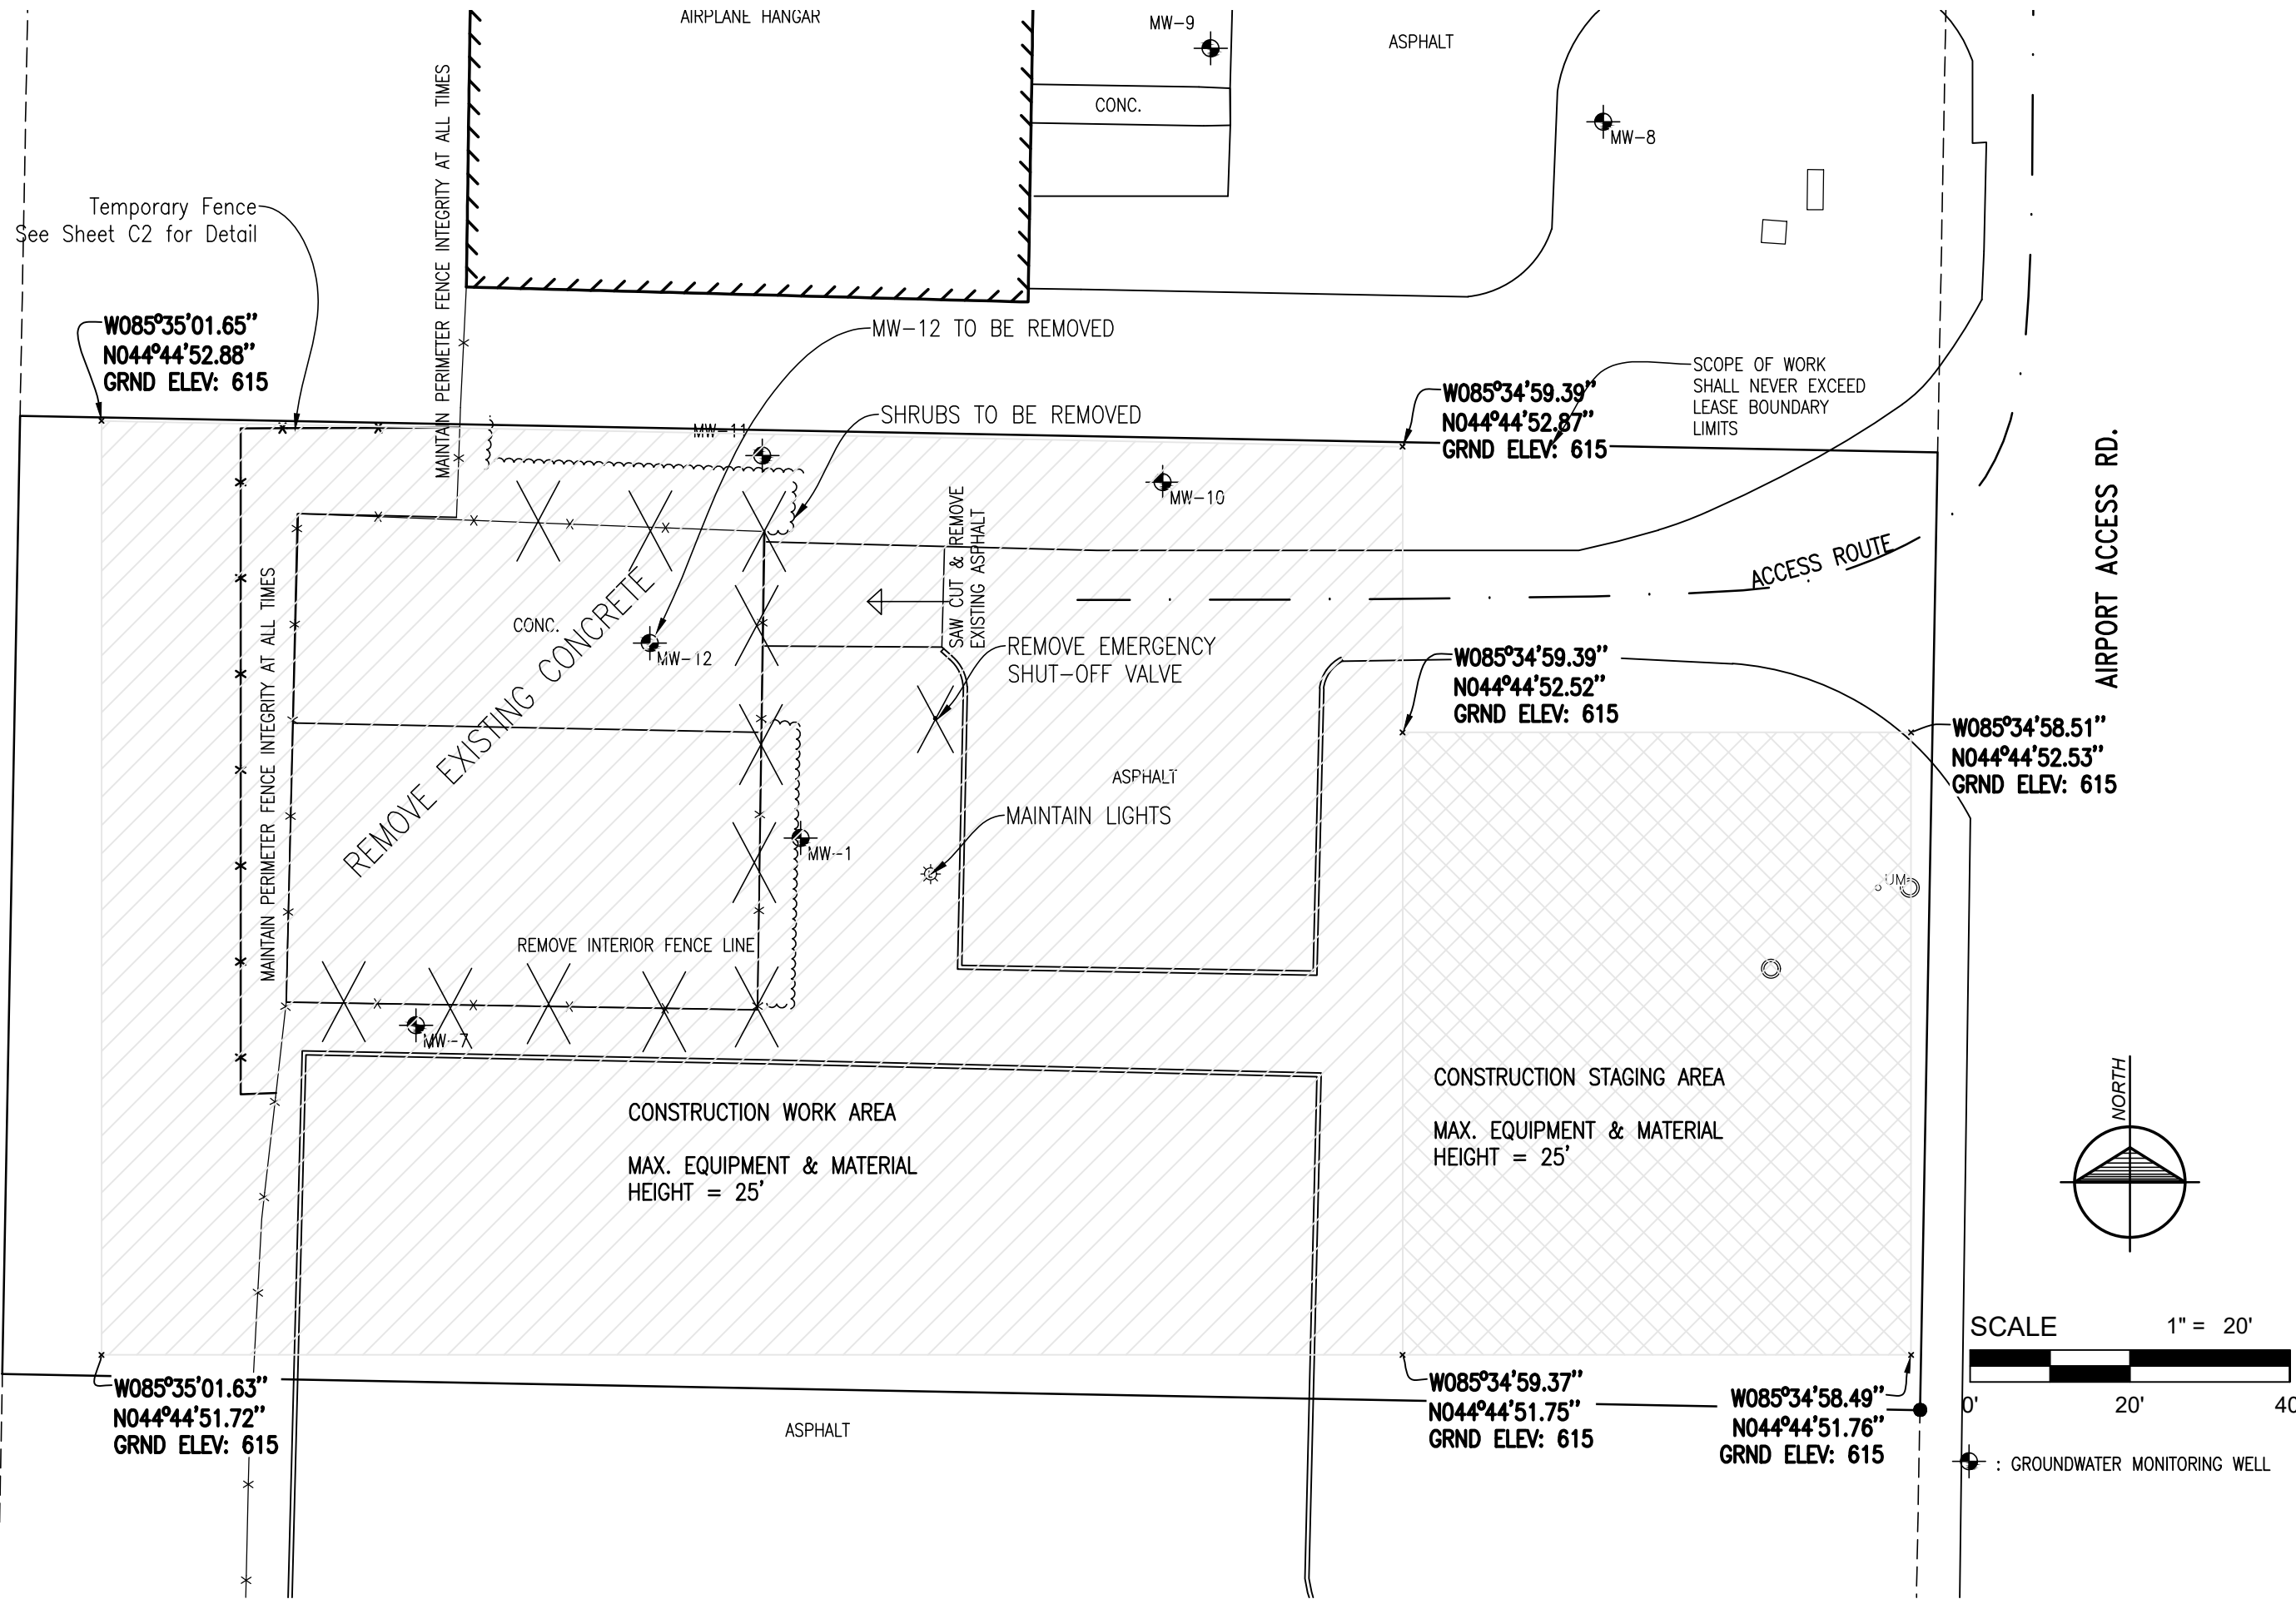 AIRPLANE HANGAR
MW-9
ASPHALT
CONC.
MW-8
MAINTAIN PERIMETER FENCE INTEGRITY AT ALL TIMES
Temporary Fence
See Sheet C2 for Detail
W085°35'01.65"
N044°44'52.88"
GRND ELEV: 615
MW-12 TO BE REMOVED
SHRUBS TO BE REMOVED
MW-11
W085°34'59.39"
N044°44'52.87"
GRND ELEV: 615
SCOPE OF WORK
SHALL NEVER EXCEED
LEASE BOUNDARY
LIMITS
MW-10
SAW CUT & REMOVE
EXISTING ASPHALT
ACCESS ROUTE
AIRPORT ACCESS RD.
MAINTAIN PERIMETER FENCE INTEGRITY AT ALL TIMES
CONC.
MW-12
REMOVE EXISTING CONCRETE
REMOVE EMERGENCY
SHUT-OFF VALVE
W085°34'59.39"
N044°44'52.52"
GRND ELEV: 615
W085°34'58.51"
N044°44'52.53"
GRND ELEV: 615
ASPHALT
MAINTAIN LIGHTS
MW-1
UM
REMOVE INTERIOR FENCE LINE
MW-7
CONSTRUCTION WORK AREA
MAX. EQUIPMENT & MATERIAL
HEIGHT = 25'
CONSTRUCTION STAGING AREA
MAX. EQUIPMENT & MATERIAL
HEIGHT = 25'
NORTH
SCALE 1" = 20'
0' 20' 40
W085°35'01.63"
N044°44'51.72"
GRND ELEV: 615
W085°34'59.37"
N044°44'51.75"
GRND ELEV: 615
W085°34'58.49"
N044°44'51.76"
GRND ELEV: 615
ASPHALT
: GROUNDWATER MONITORING WELL